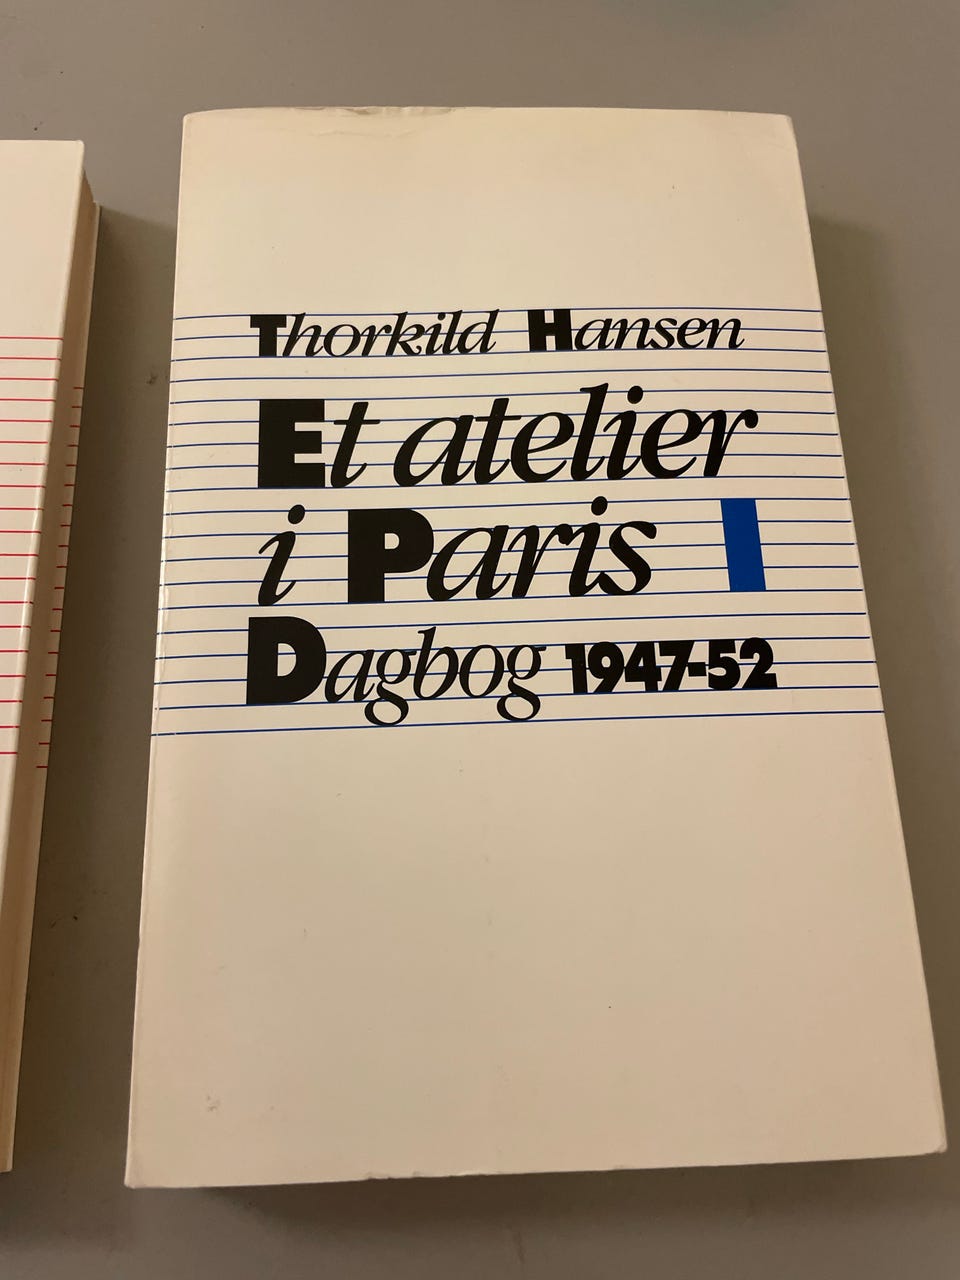 Thorkild Hansen
Et atelier
i Paris I
Dagbog 1947-52